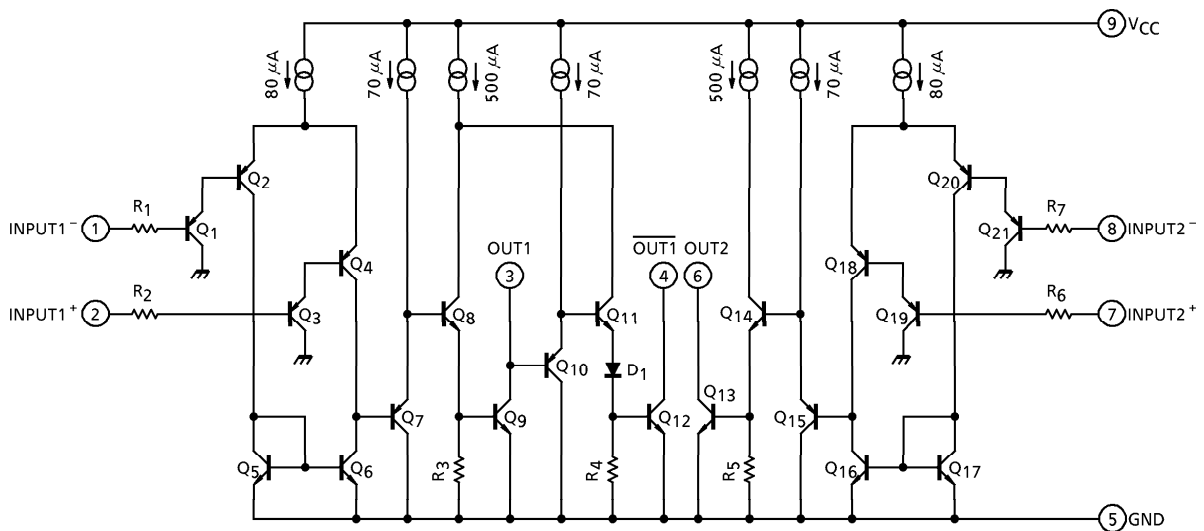 9 VCC
80 μA
70 μA
500 μA
70 μA
500 μA
70 μA
80 μA
Q2
Q20
R1
R7
INPUT1− 1
Q1
Q21
8 INPUT2−
OUT1
OUT1
OUT2
Q4
Q18
3
4
6
R2
R6
INPUT1+ 2
Q3
Q8
Q11
Q14
Q19
7 INPUT2+
Q10
D1
Q13
Q7
Q9
Q12
Q15
Q5
Q6
R3
R4
R5
Q16
Q17
5 GND